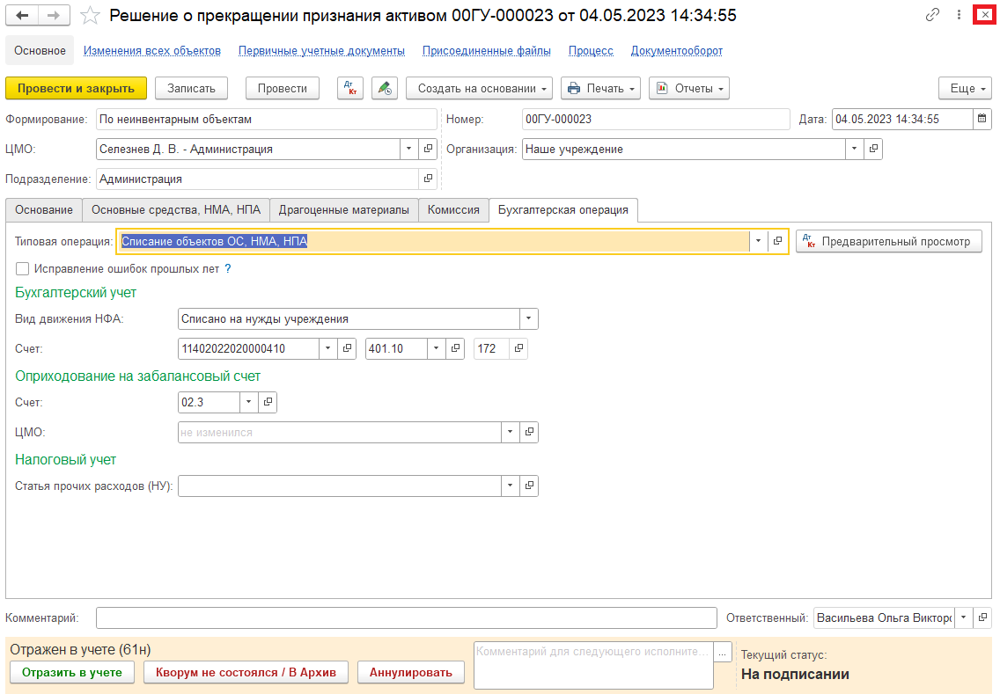 Решение о прекращении признания активом 00ГУ-000023 от 04.05.2023 14:34:55
Основное Изменения всех объектов Первичные учетные документы Присоединенные файлы Процесс Документооборот
Провести и закрыть Записать Провести Дт Кт Создать на основании Печать Отчеты Еще
Формирование: По неинвентарным объектам Номер: 00ГУ-000023 Дата: 04.05.2023 14:34:55
ЦМО: Селезнев Д. В. - Администрация Организация: Наше учреждение
Подразделение: Администрация
Основание Основные средства, НМА, НПА Драгоценные материалы Комиссия Бухгалтерская операция
Типовая операция: Списание объектов ОС, НМА, НПА Дт Кт Предварительный просмотр
Исправление ошибок прошлых лет ?
Бухгалтерский учет
Вид движения НФА: Списано на нужды учреждения
Счет: 11402022020000410 401.10 172
Оприходование на забалансовый счет
Счет: 02.3
ЦМО: не изменился
Налоговый учет
Статья прочих расходов (НУ):
Комментарий: Ответственный: Васильева Ольга Викторо
Отражен в учете (61н) Комментарий для следующего исполните... ... Текущий статус:
Отразить в учете Кворум не состоялся / В Архив Аннулировать На подписании